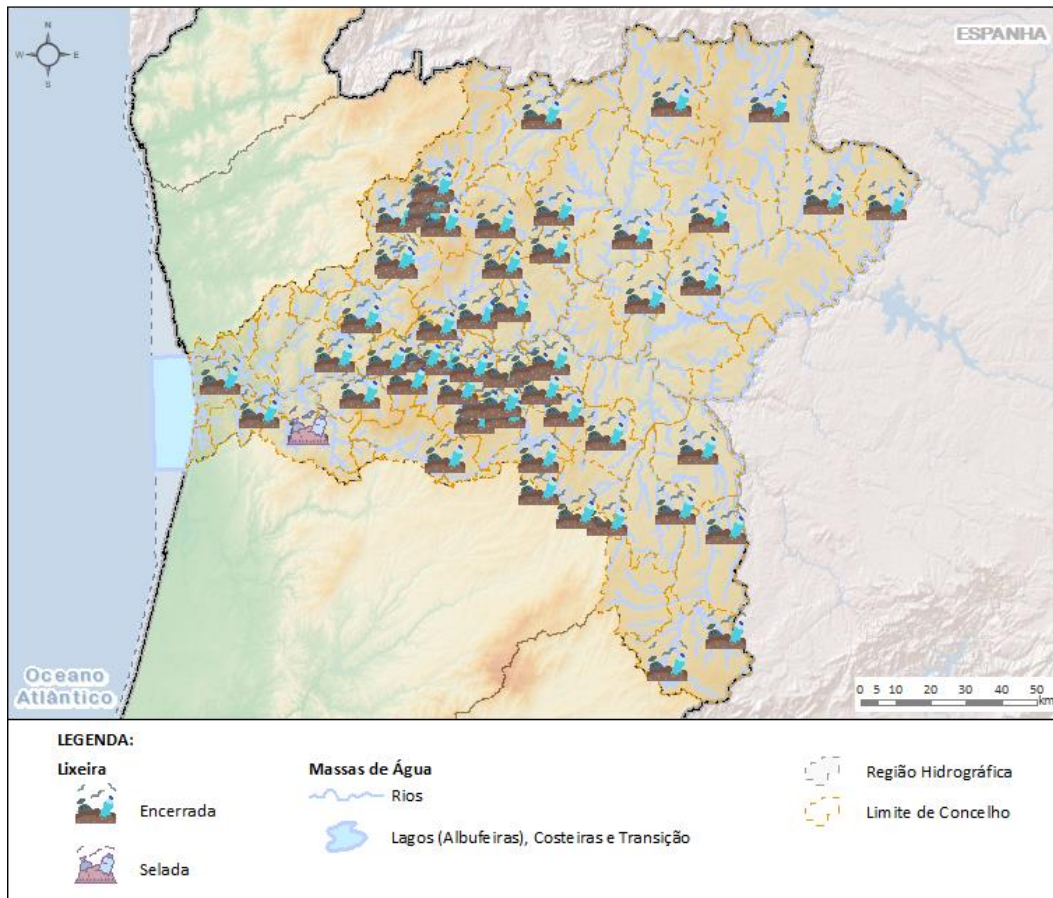 N
W E
S
ESPANHA
Oceano
Atlântico
0 5 10 20 30 40 50
km
LEGENDA:
Lixeira
Encerrada
Selada
Massas de Água
Rios
Lagos (Albufeiras), Costeiras e Transição
Região Hidrográfica
Limite de Concelho